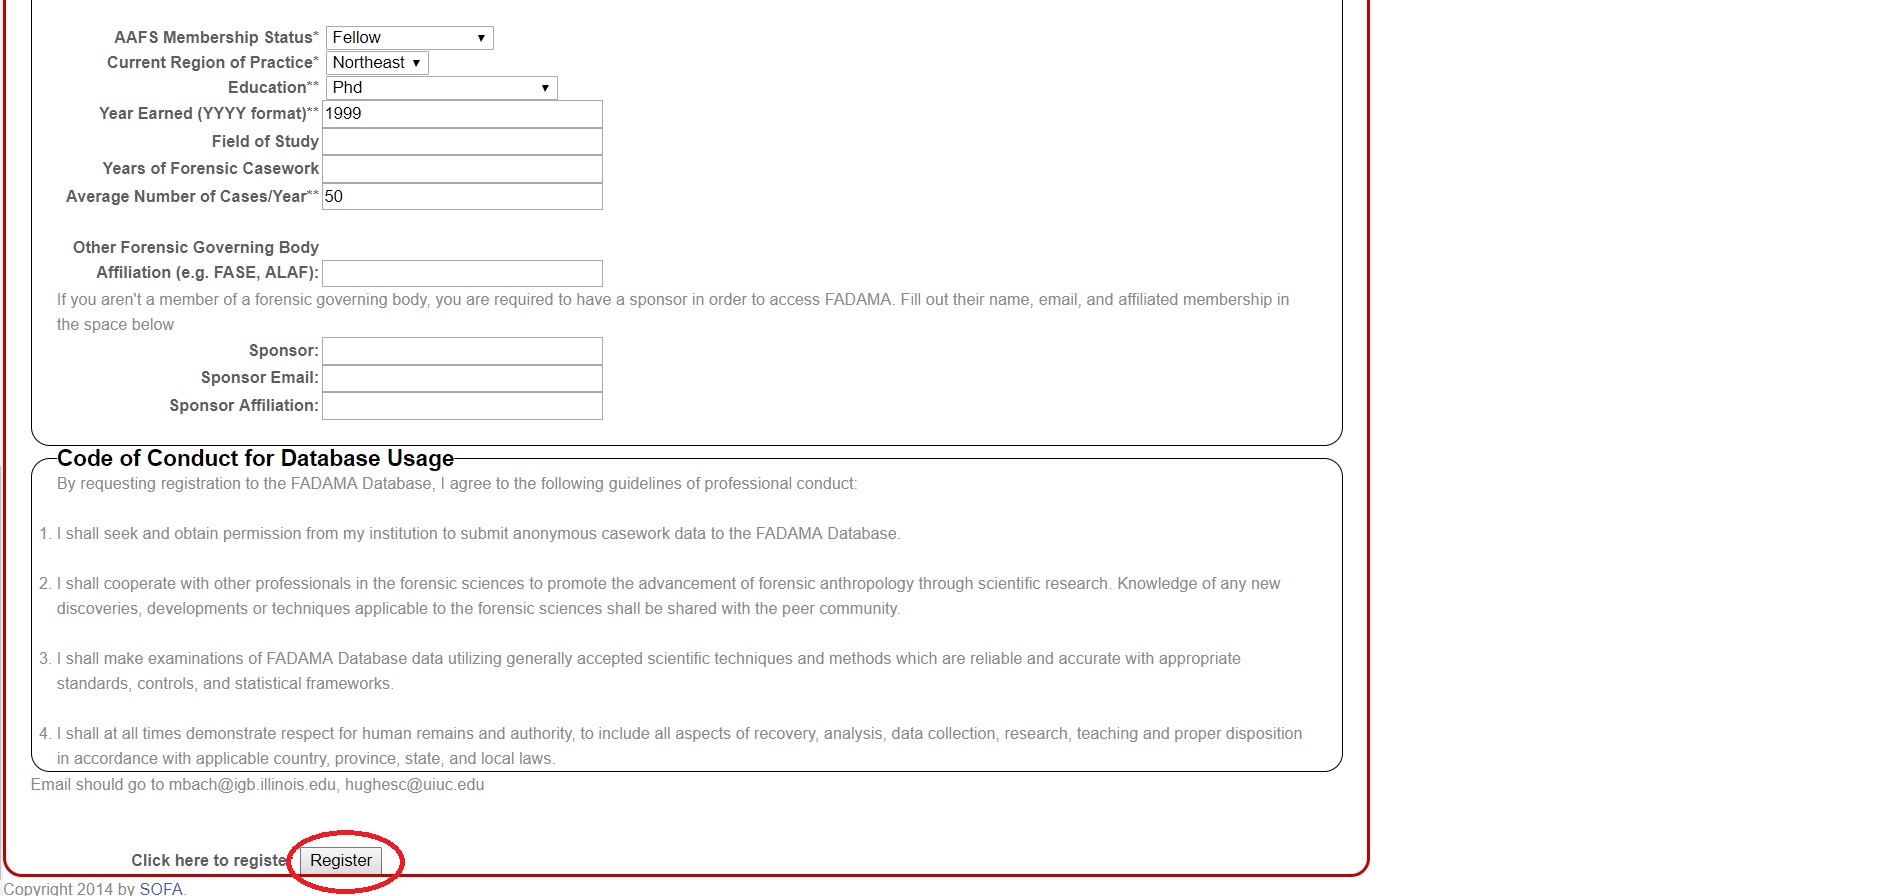 AAFS Membership Status* Fellow
Current Region of Practice* Northeast
Education** Phd
Year Earned (YYYY format)** 1999
Field of Study
Years of Forensic Casework
Average Number of Cases/Year** 50
Other Forensic Governing Body
Affiliation (e.g. FASE, ALAF):
If you aren't a member of a forensic governing body, you are required to have a sponsor in order to access FADAMA. Fill out their name, email, and affiliated membership in
the space below
Sponsor:
Sponsor Email:
Sponsor Affiliation:
Code of Conduct for Database Usage
By requesting registration to the FADAMA Database, I agree to the following guidelines of professional conduct:
1. I shall seek and obtain permission from my institution to submit anonymous casework data to the FADAMA Database.
2. I shall cooperate with other professionals in the forensic sciences to promote the advancement of forensic anthropology through scientific research. Knowledge of any new
discoveries, developments or techniques applicable to the forensic sciences shall be shared with the peer community.
3. I shall make examinations of FADAMA Database data utilizing generally accepted scientific techniques and methods which are reliable and accurate with appropriate
standards, controls, and statistical frameworks.
4. I shall at all times demonstrate respect for human remains and authority, to include all aspects of recovery, analysis, data collection, research, teaching and proper disposition
in accordance with applicable country, province, state, and local laws.
Email should go to mbach@igb.illinois.edu, hughesc@uiuc.edu
Click here to register Register
Copyright 2014 by SOFA.